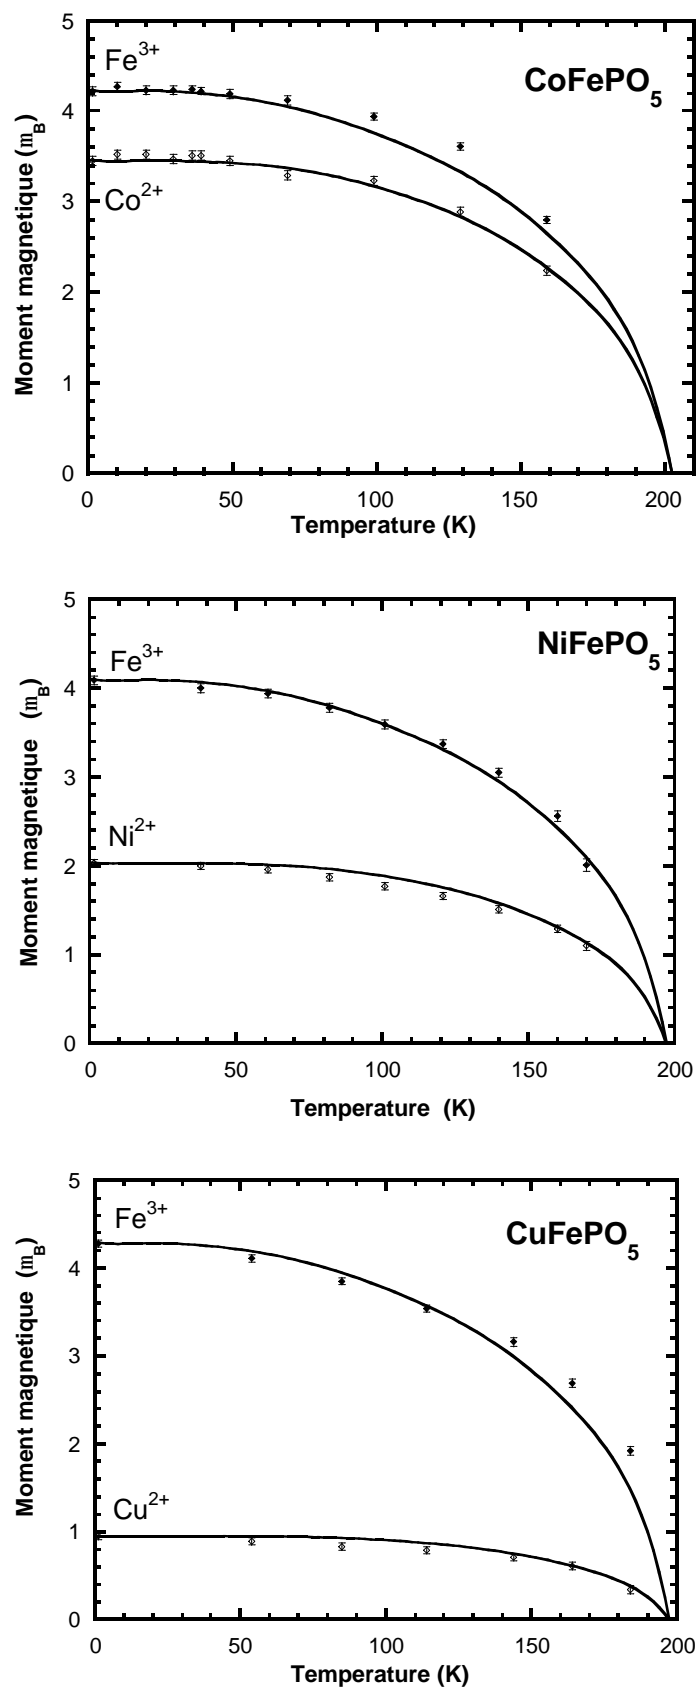 5
Fe3+
CoFePO5
4
3
Co2+
2
1
0
0 50 100 150 200
Temperature (K)
Moment magnetique (mB)
5
NiFePO5
Fe3+
4
3
Ni2+
2
1
0
0 50 100 150 200
Temperature (K)
Moment magnetique (mB)
5
Fe3+
CuFePO5
4
3
2
Cu2+
1
0
0 50 100 150 200
Temperature (K)
Moment magnetique (mB)